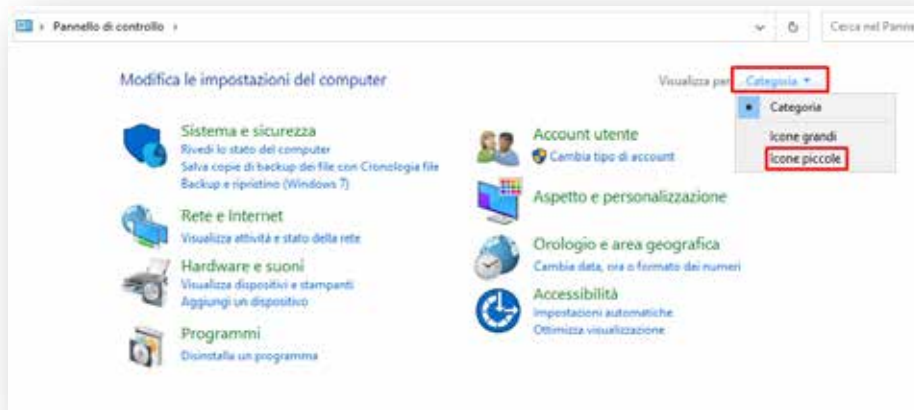 Pannello di controllo
Cerca nel Panne
Modifica le impostazioni del computer
Visualizza per: Categoria
Categoria
Icone grandi
Icone piccole
Sistema e sicurezza
Rivedi lo stato del computer
Salva copie di backup dei file con Cronologia file
Backup e ripristino (Windows 7)
Rete e Internet
Visualizza attività e stato della rete
Hardware e suoni
Visualizza dispositivi e stampanti
Aggiungi un dispositivo
Programmi
Disinstalla un programma
Account utente
Cambia tipo di account
Aspetto e personalizzazione
Orologio e area geografica
Cambia data, ora o formato dei numeri
Accessibilità
Impostazioni automatiche
Ottimizza visualizzazione